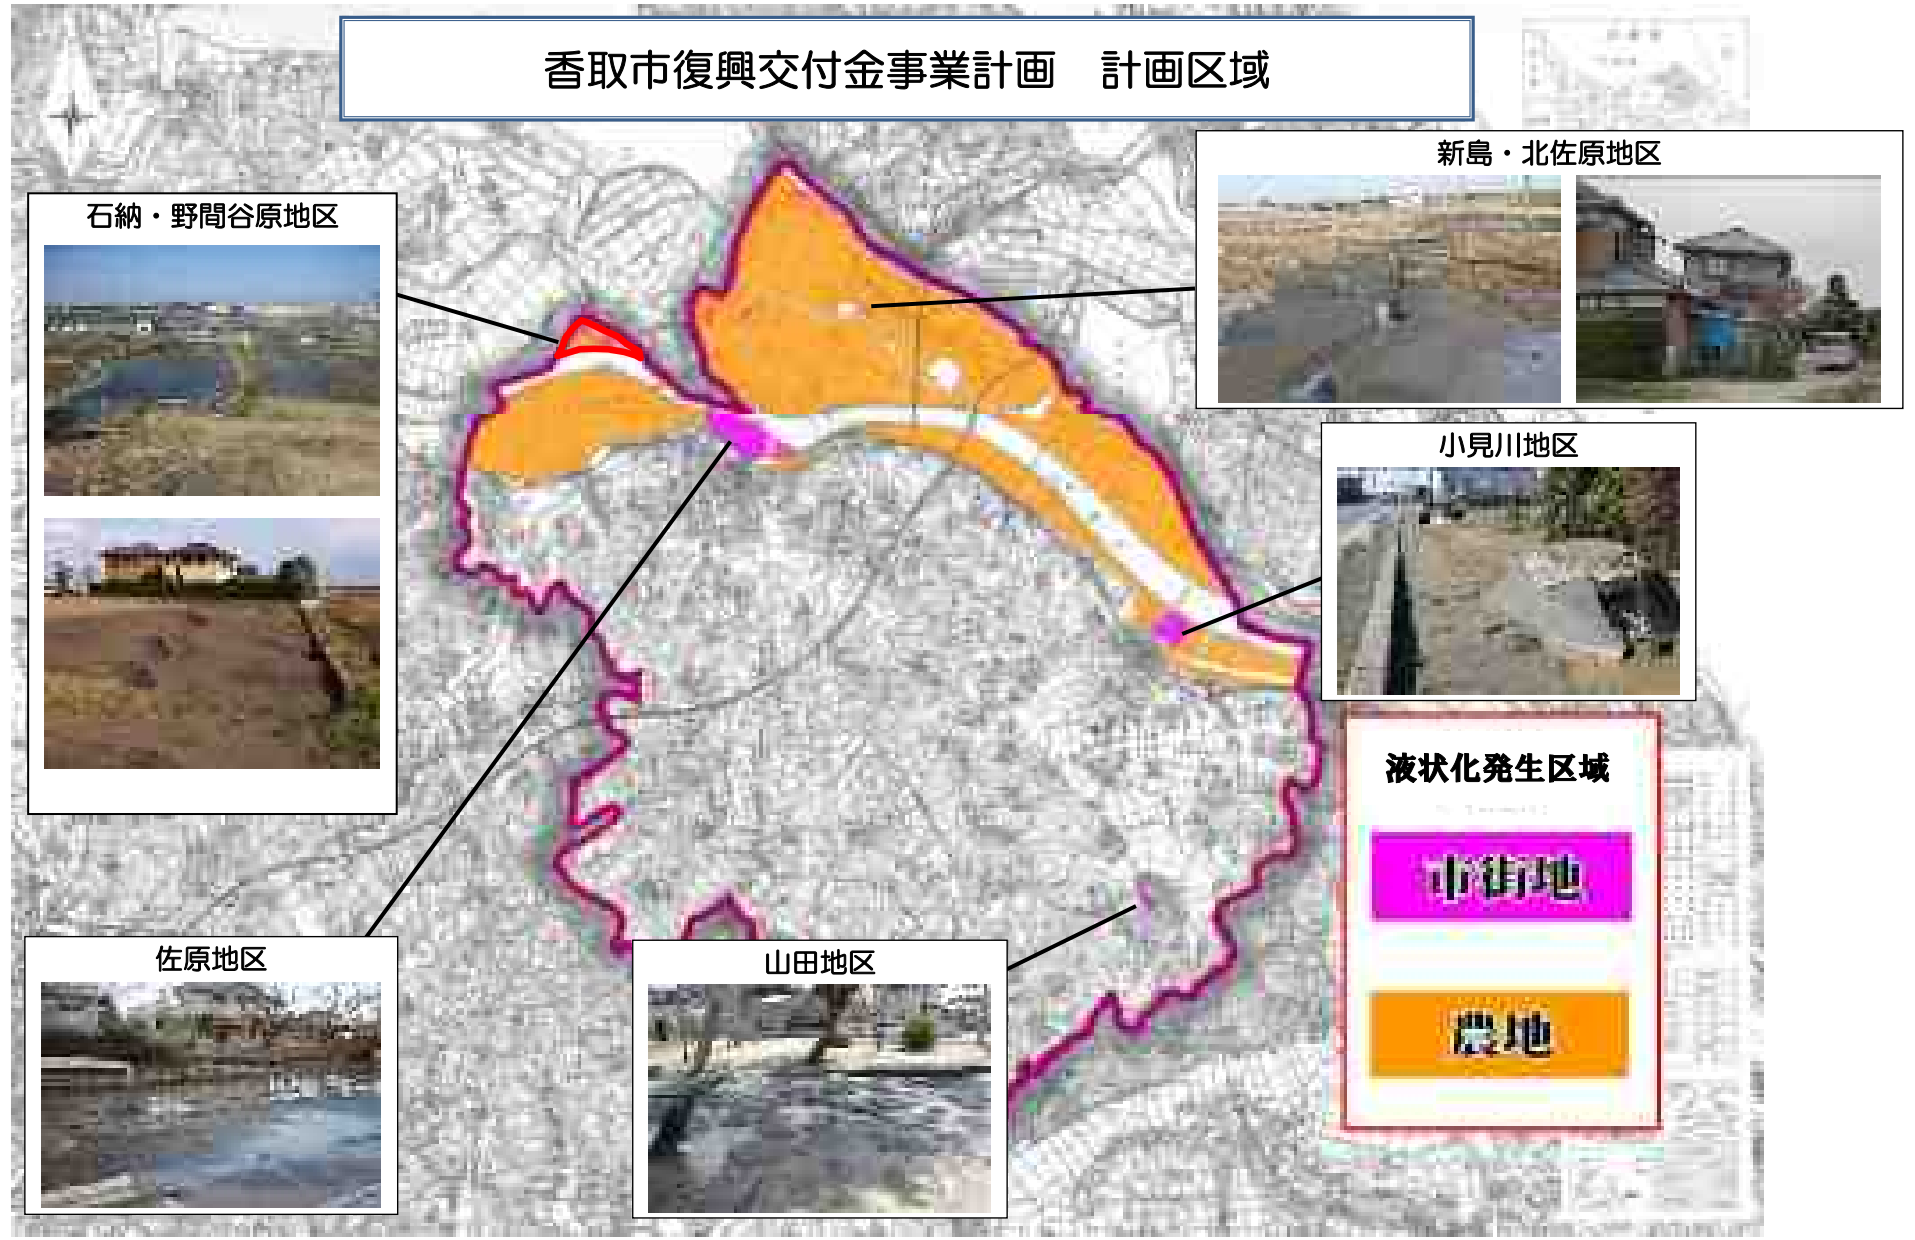 香取市復興交付金事業計画　計画区域
新島・北佐原地区
石納・野間谷原地区
小見川地区
液状化発生区域
市街地
農地
佐原地区
山田地区